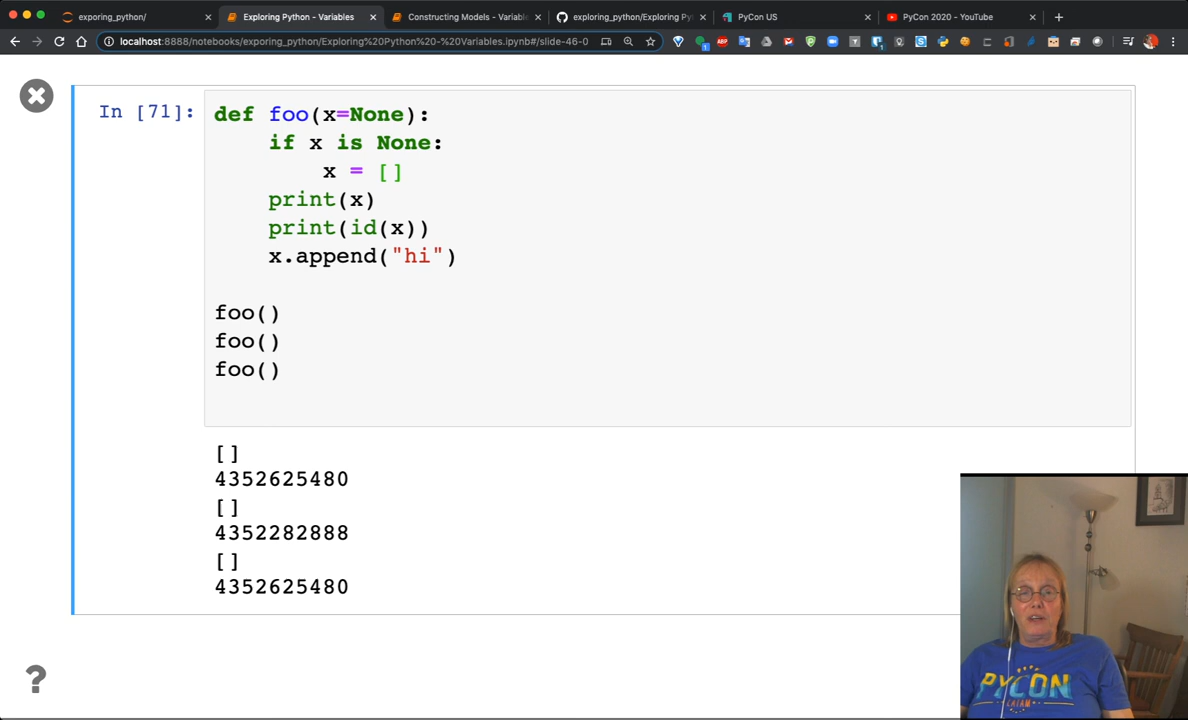 exploring_python/
Exploring Python - Variables
Constructing Models - Variable
exploring_python/Exploring Py
PyCon US
PyCon 2020 - YouTube
localhost:8888/notebooks/exporing_python/Exploring%20Python%20-%20Variables.ipynb#/slide-46-0
In [71]:
def foo(x=None):
if x is None:
x = []
print(x)
print(id(x))
x.append("hi")
foo()
foo()
foo()
[]
4352625480
[]
4352282888
[]
4352625480
?
PYCON